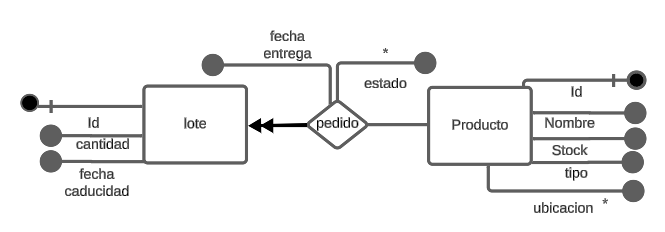 fecha
entrega
*
estado
Id
cantidad
fecha
caducidad
lote
pedido
Producto
Id
Nombre
Stock
tipo
ubicacion *